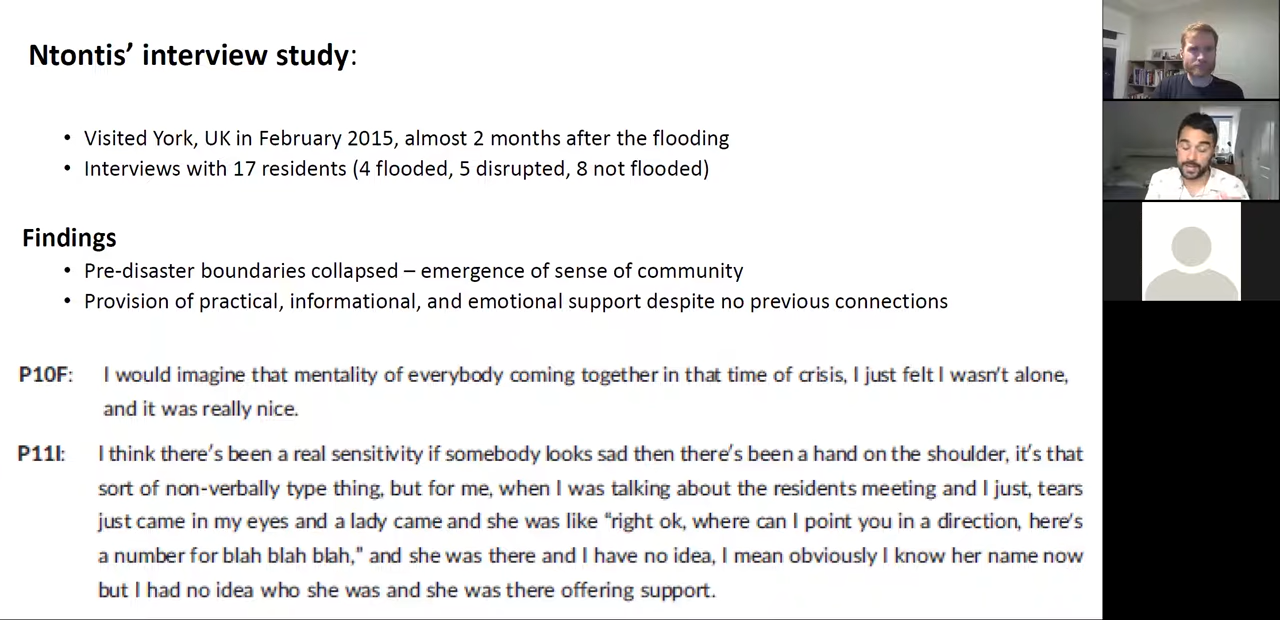 Ntontis’ interview study:
• Visited York, UK in February 2015, almost 2 months after the flooding
• Interviews with 17 residents (4 flooded, 5 disrupted, 8 not flooded)
Findings
• Pre-disaster boundaries collapsed – emergence of sense of community
• Provision of practical, informational, and emotional support despite no previous connections
P10F: I would imagine that mentality of everybody coming together in that time of crisis, I just felt I wasn’t alone,
and it was really nice.
P11I: I think there’s been a real sensitivity if somebody looks sad then there’s been a hand on the shoulder, it’s that
sort of non-verbally type thing, but for me, when I was talking about the residents meeting and I just, tears
just came in my eyes and a lady came and she was like “right ok, where can I point you in a direction, here’s
a number for blah blah blah,” and she was there and I have no idea, I mean obviously I know her name now
but I had no idea who she was and she was there offering support.